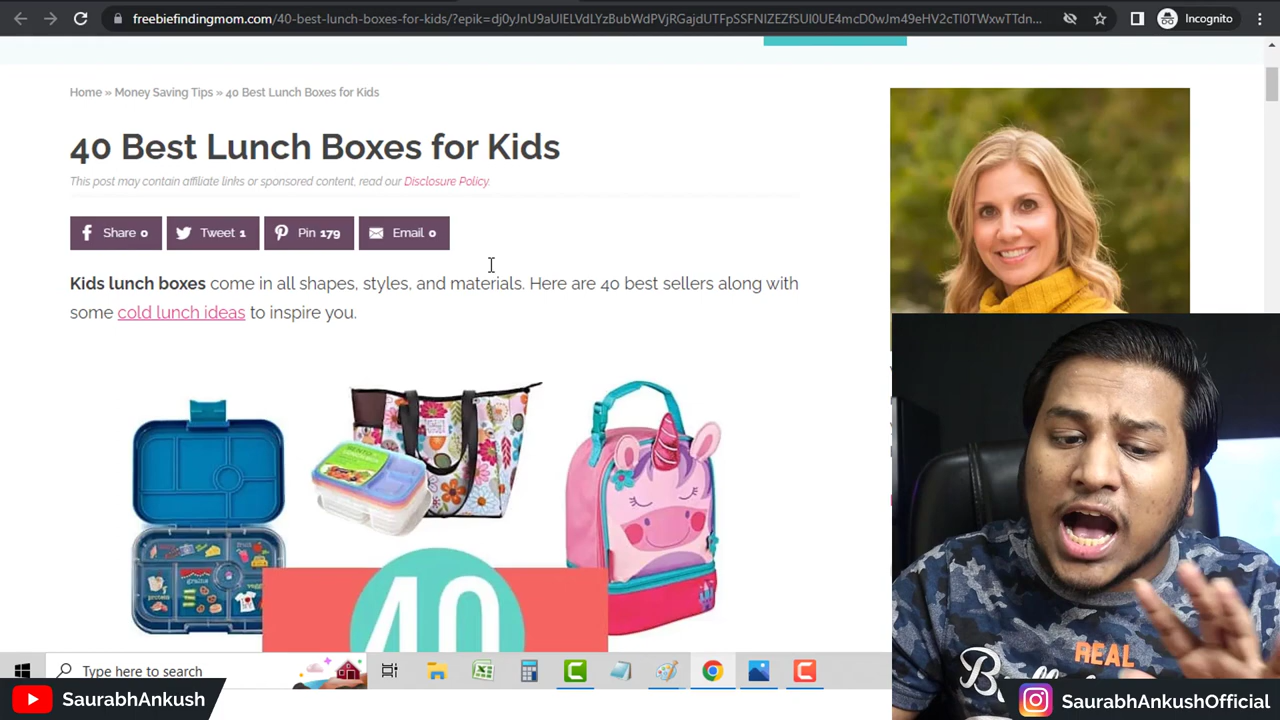 freebiefindingmom.com/40-best-lunch-boxes-for-kids/?epik=dj0yJnU9aUlELVdLYzBubWdPVjRGajdUTFpSSFNIZEZfSUl0UE4mcD0wJm49eHV2cTl0TWxwTTdn...
Incognito
Home » Money Saving Tips » 40 Best Lunch Boxes for Kids
40 Best Lunch Boxes for Kids
This post may contain affiliate links or sponsored content, read our Disclosure Policy.
Share 0
Tweet 1
Pin 179
Email 0
Kids lunch boxes come in all shapes, styles, and materials. Here are 40 best sellers along with
some cold lunch ideas to inspire you.
BENTO
fruit
grains
protein
40
REAL
B
Type here to search
SaurabhAnkush
SaurabhAnkushOfficial